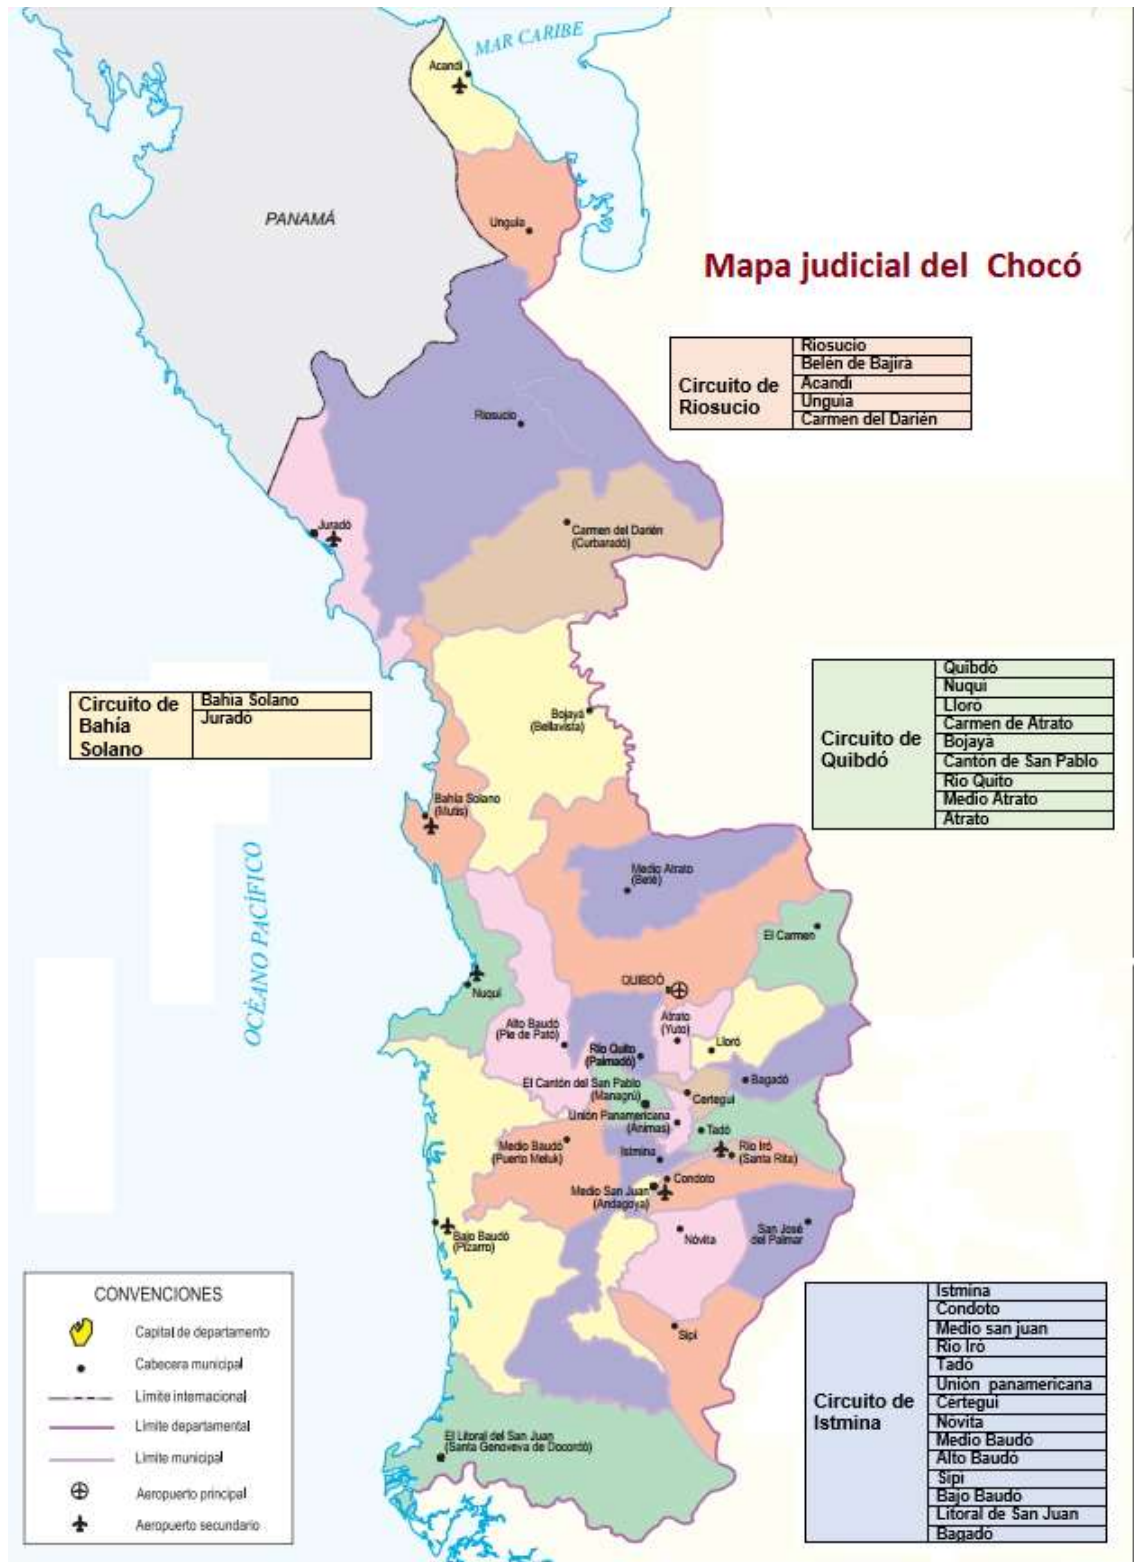 MAR CARIBE
Acandí
PANAMÁ
Unguía
Mapa judicial del Chocó
Circuito de
Riosucio
Riosucio
Belén de Bajirá
Acandí
Unguía
Carmen del Darién
Riosucio
Juradó
Carmen del Darién
(Curbaradó)
Circuito de
Bahía
Solano
Bahía Solano
Juradó
Circuito de
Quibdó
Quibdó
Nuquí
Lloró
Carmen de Atrato
Bojayá
Cantón de San Pablo
Río Quito
Medio Atrato
Atrato
Bojayá
(Bellavista)
Bahía Solano
(Mutis)
OCÉANO PACÍFICO
Medio Atrato
(Beté)
El Carmen
QUIBDÓ
Nuquí
Alto Baudó
(Pie de Pató)
Atrato
(Yuto)
Río Quito
(Paimadó)
Lloró
El Cantón del San Pablo
(Managrú)
Bagadó
Cértegui
Unión Panamericana
(Animas)
Tadó
Medio Baudó
(Puerto Meluk)
Istmina
Río Iró
(Santa Rita)
Condoto
Medio San Juan
(Andagoya)
Bajo Baudó
(Pizarro)
Nóvita
San José
del Palmar
Sipí
El Litoral del San Juan
(Santa Genoveva de Docordó)
CONVENCIONES
Capital de departamento
Cabecera municipal
Límite internacional
Límite departamental
Límite municipal
Aeropuerto principal
Aeropuerto secundario
Circuito de
Istmina
Istmina
Condoto
Medio san juan
Río Iró
Tadó
Unión panamericana
Cértegui
Nóvita
Medio Baudó
Alto Baudó
Sipí
Bajo Baudó
Litoral de San Juan
Bagadó